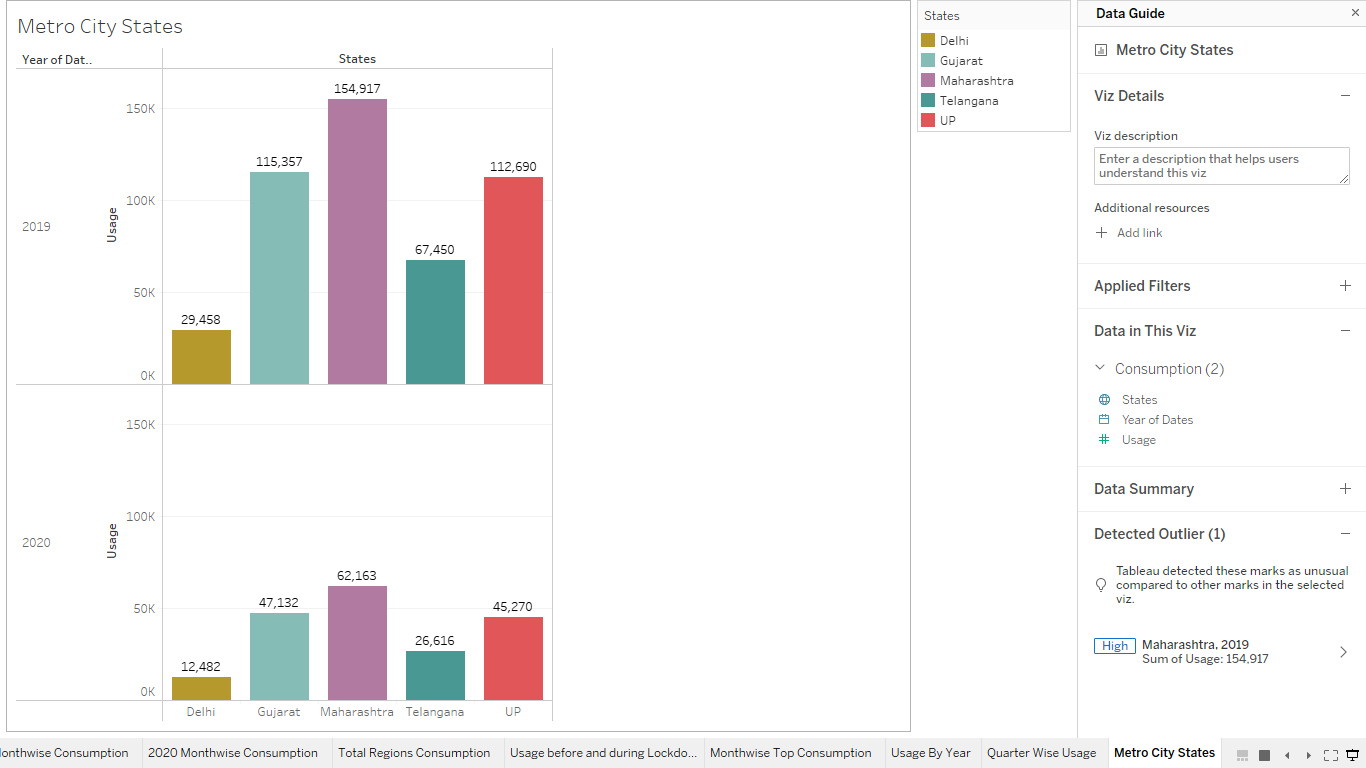 Metro City States
Year of Dat..
States
2019
Usage
150K
100K
50K
0K
154,917
115,357
112,690
67,450
29,458
2020
Usage
150K
100K
50K
0K
62,163
47,132
45,270
26,616
12,482
Delhi
Gujarat
Maharashtra
Telangana
UP
States
Delhi
Gujarat
Maharashtra
Telangana
UP
Data Guide
Metro City States
Viz Details
Viz description
Enter a description that helps users
understand this viz
Additional resources
Add link
Applied Filters
Data in This Viz
Consumption (2)
States
Year of Dates
Usage
Data Summary
Detected Outlier (1)
Tableau detected these marks as unusual
compared to other marks in the selected
viz.
High
Maharashtra, 2019
Sum of Usage: 154,917
onthwise Consumption
2020 Monthwise Consumption
Total Regions Consumption
Usage before and during Lockdo...
Monthwise Top Consumption
Usage By Year
Quarter Wise Usage
Metro City States